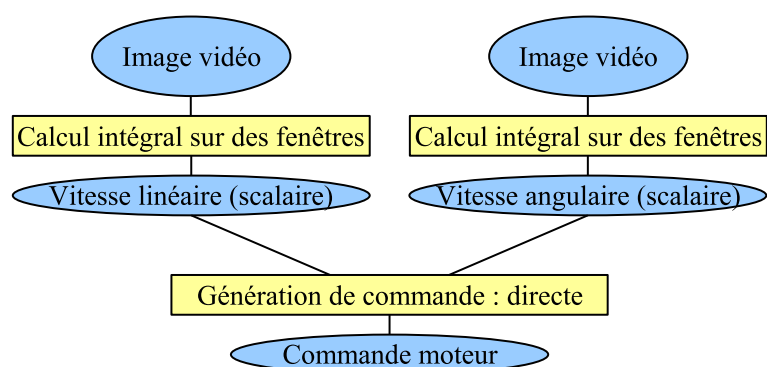 Image vidéo
Image vidéo
Calcul intégral sur des fenêtres
Calcul intégral sur des fenêtres
Vitesse linéaire (scalaire)
Vitesse angulaire (scalaire)
Génération de commande : directe
Commande moteur